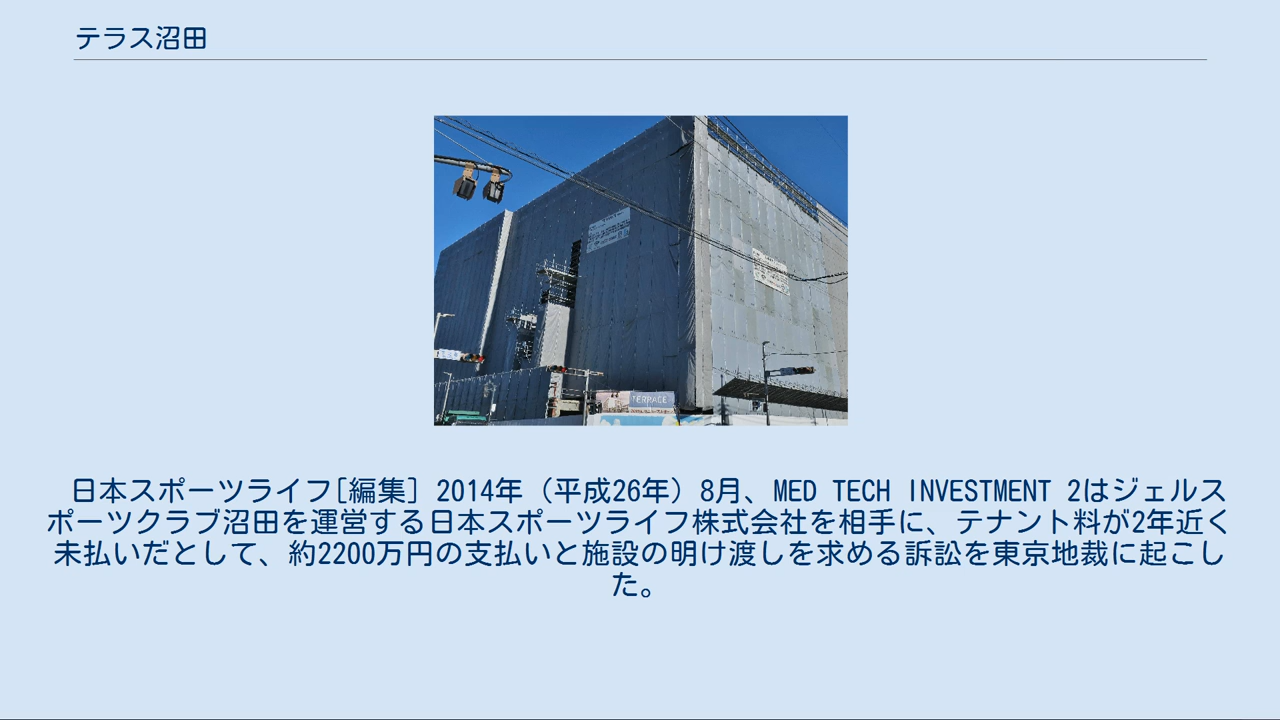 テラス沼田
TERRACE
日本スポーツライフ[編集] 2014年（平成26年）8月、MED TECH INVESTMENT 2はジェルス
ポーツクラブ沼田を運営する日本スポーツライフ株式会社を相手に、テナント料が2年近く
未払いだとして、約2200万円の支払いと施設の明け渡しを求める訴訟を東京地裁に起こし
た。